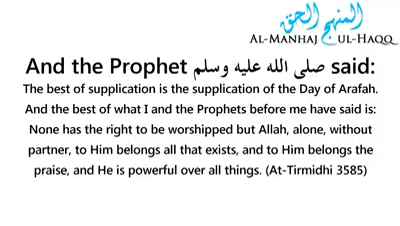 المنهج الحق
AL-MANHAJ UL-HAQQ
And the Prophet صلى الله عليه وسلم said:
The best of supplication is the supplication of the Day of Arafah.
And the best of what I and the Prophets before me have said is:
None has the right to be worshipped but Allah, alone, without
partner, to Him belongs all that exists, and to Him belongs the
praise, and He is powerful over all things. (At-Tirmidhi 3585)